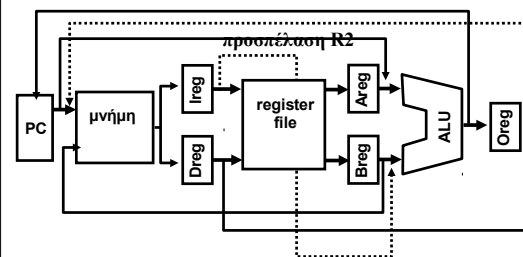 προσπέλαση R2
PC
μνήμη
Ireg
Dreg
register
file
Areg
Breg
ALU
Oreg